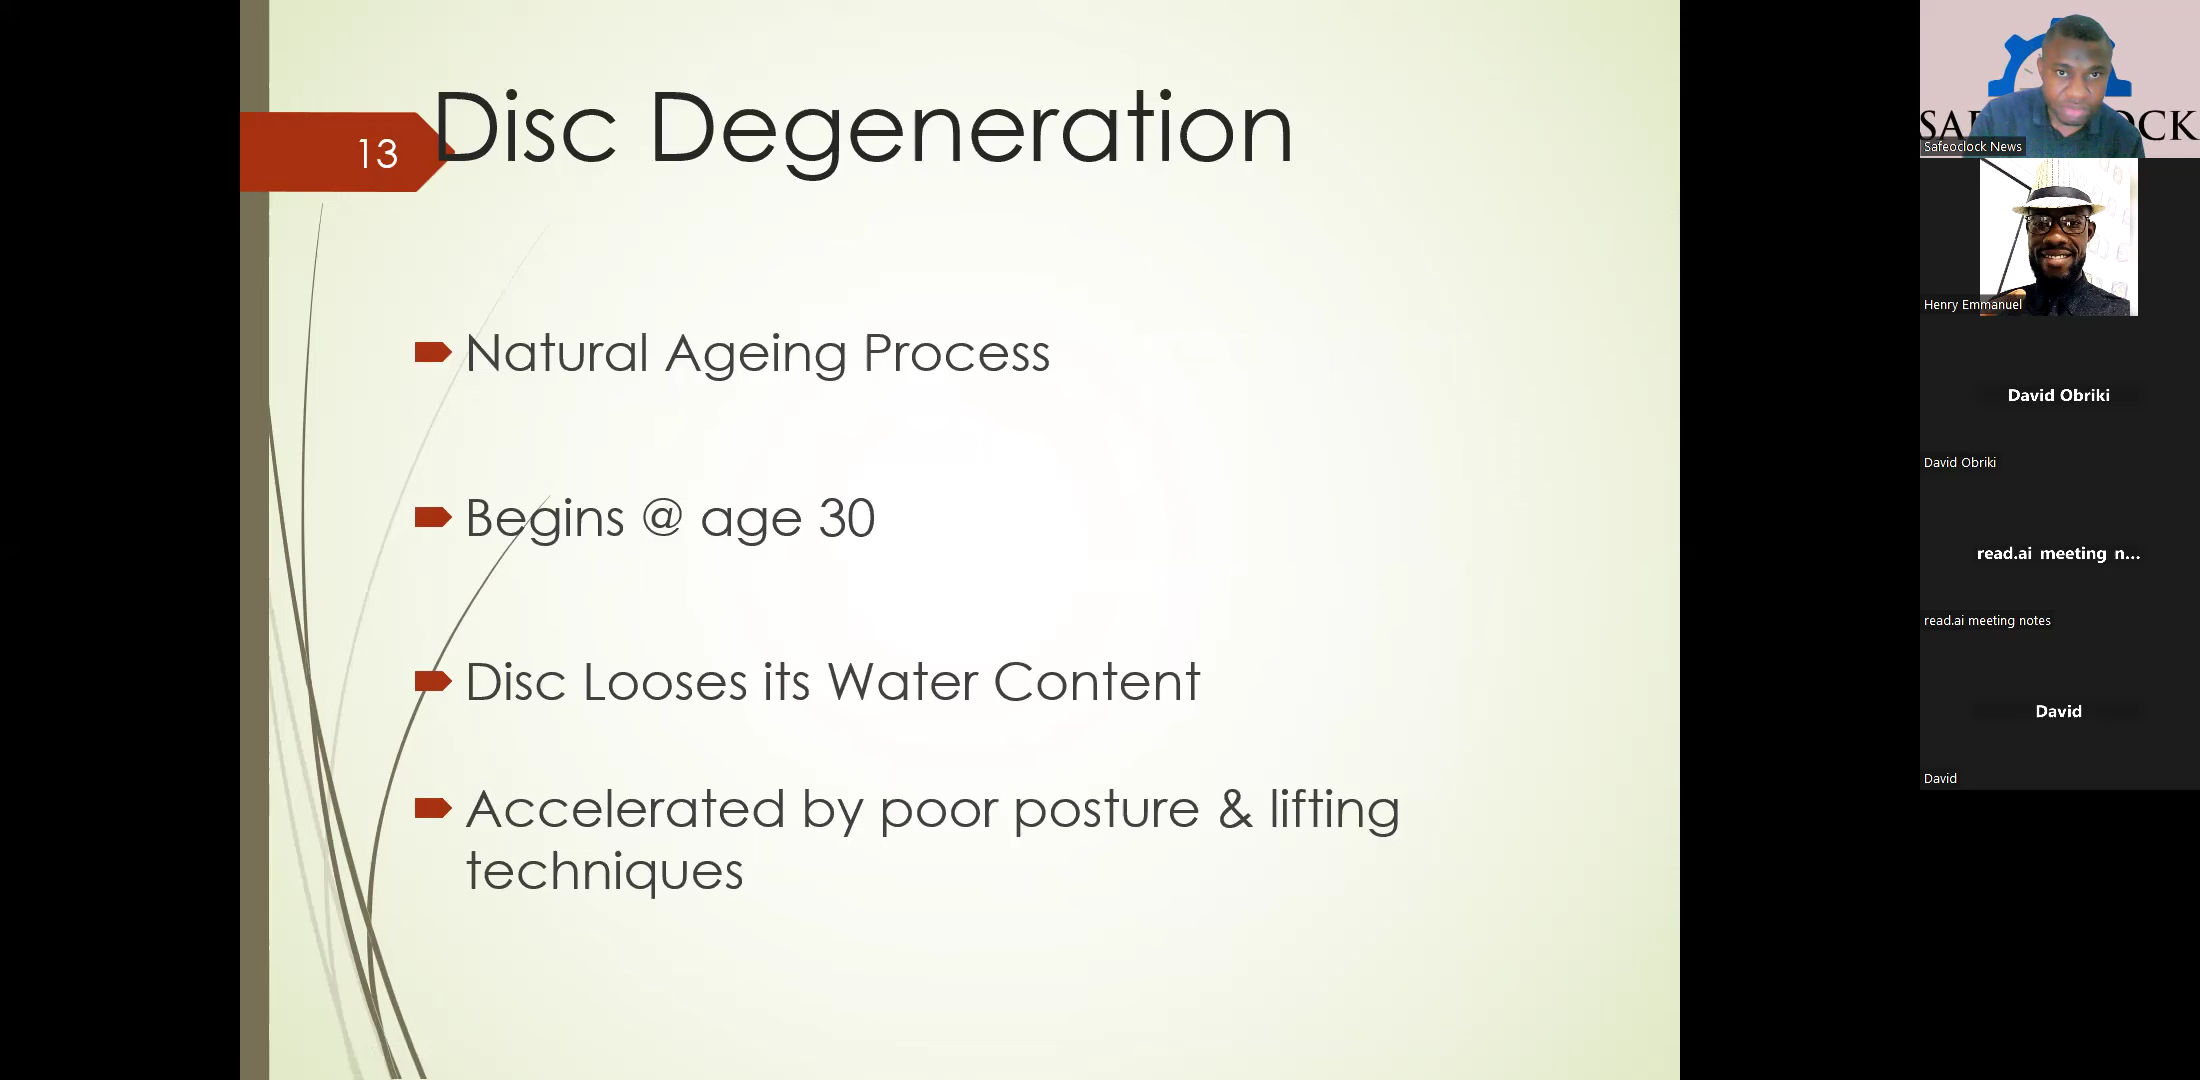 13
Disc Degeneration
Natural Ageing Process
Begins @ age 30
Disc Looses its Water Content
Accelerated by poor posture & lifting
techniques
Safeoclock News
Henry Emmanuel
David Obriki
David Obriki
read.ai meeting n...
read.ai meeting notes
David
David